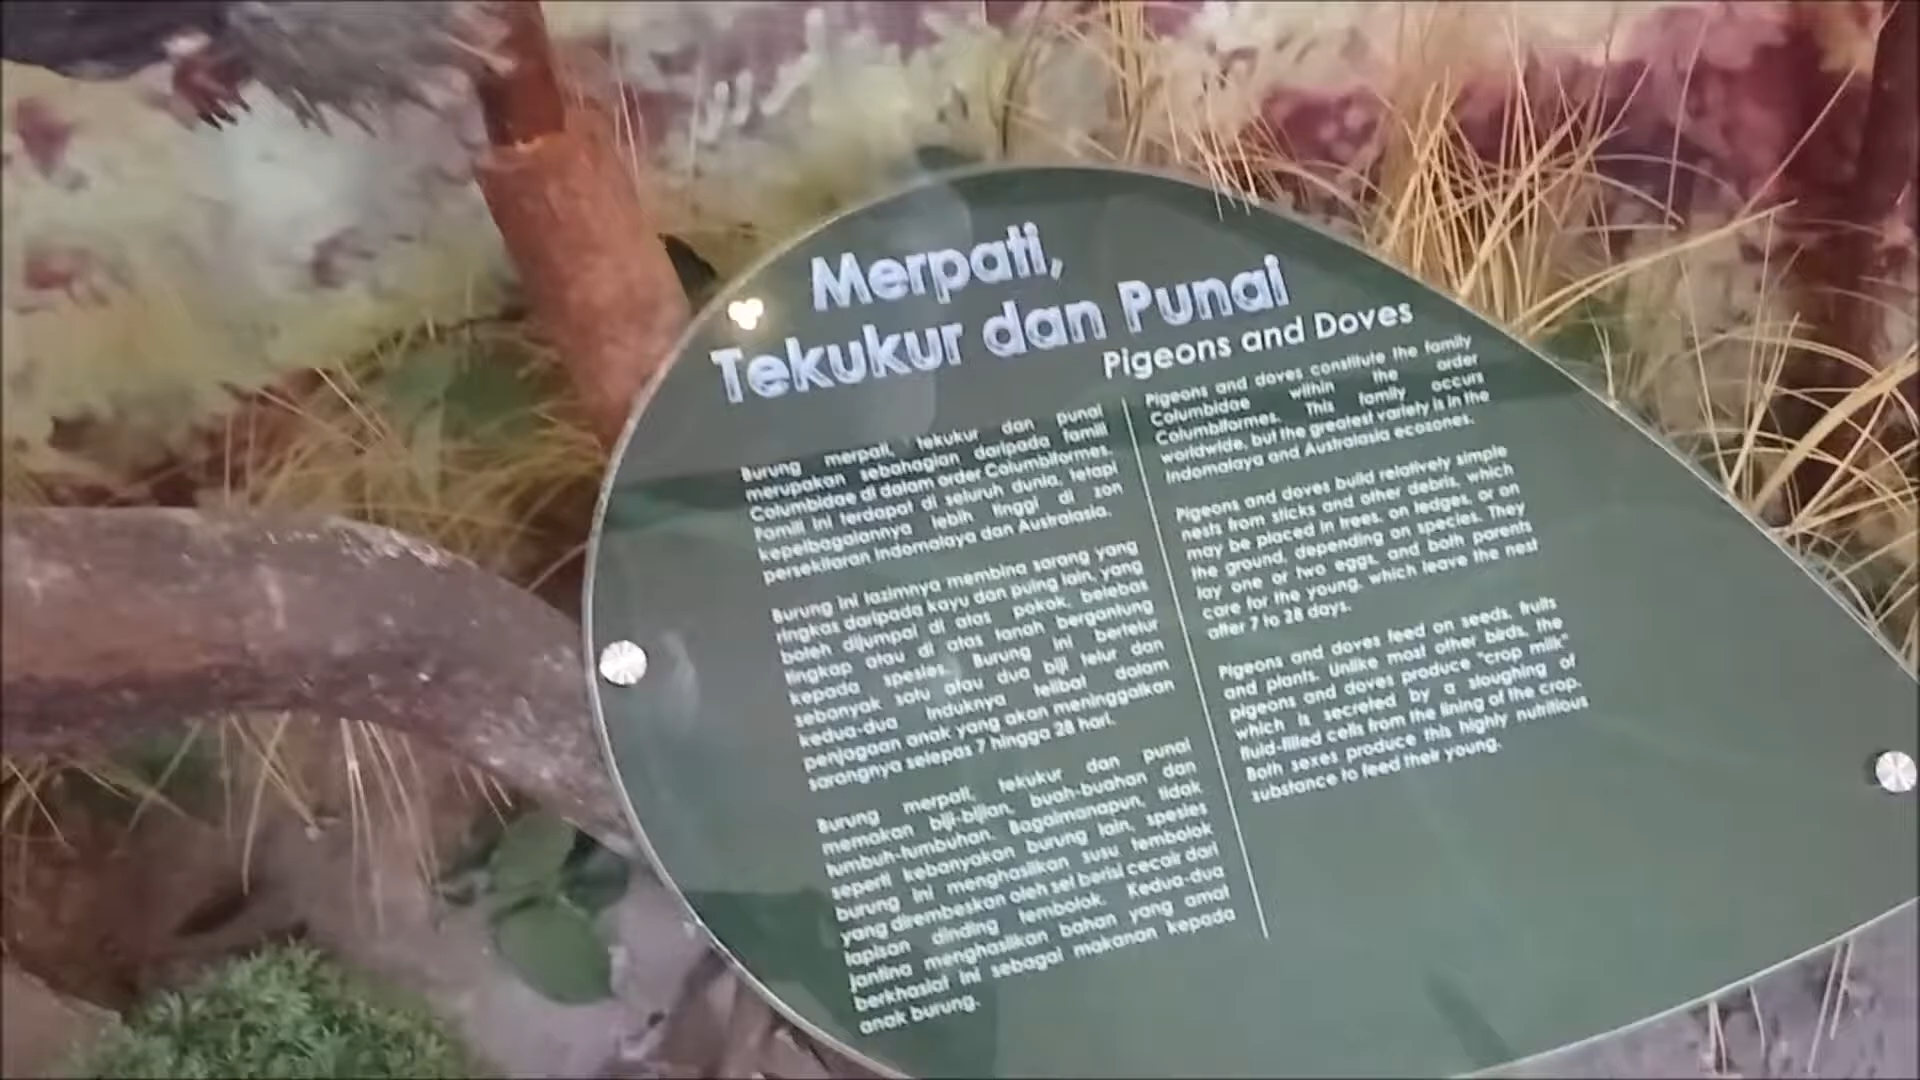 Merpati,
Tekukur dan Punai
Pigeons and Doves
Burung merpati, tekukur dan punai
merupakan sebahagian daripada famili
Columbidae di dalam order Columbiformes.
Famili ini terdapat di seluruh dunia, tetapi
kepelbagaiannya lebih tinggi di zon
persekitaran Indomalaya dan Australasia.
Burung ini lazimnya membina sarang yang
ringkas daripada kayu dan puing lain, yang
boleh dijumpai di atas pokok, belebas
tingkap atau di atas tanah bergantung
kepada spesies. Burung ini bertelur
sebanyak satu atau dua biji telur dan
kedua-dua induknya telibat dalam
penjagaan anak yang akan meninggalkan
sarangnya selepas 7 hingga 28 hari.
Burung merpati, tekukur dan punai
memakan biji-bijian, buah-buahan dan
tumbuh-tumbuhan. Bagaimanapun, tidak
seperti kebanyakan burung lain, spesies
burung ini menghasilkan susu tembolok
yang dirembeskan oleh sel berisi cecair dari
lapisan dinding tembolok. Kedua-dua
jantina menghasilkan bahan yang amat
berkhasiat ini sebagai makanan kepada
anak burung.
Pigeons and doves constitute the family
Columbidae within the order
Columbiformes. This family occurs
worldwide, but the greatest variety is in the
Indomalaya and Australasia ecozones.
Pigeons and doves build relatively simple
nests from sticks and other debris, which
may be placed in trees, on ledges, or on
the ground, depending on species. They
lay one or two eggs, and both parents
care for the young, which leave the nest
after 7 to 28 days.
Pigeons and doves feed on seeds, fruits
and plants. Unlike most other birds, the
pigeons and doves produce "crop milk"
which is secreted by a sloughing of
fluid-filled cells from the lining of the crop.
Both sexes produce this highly nutritious
substance to feed their young.